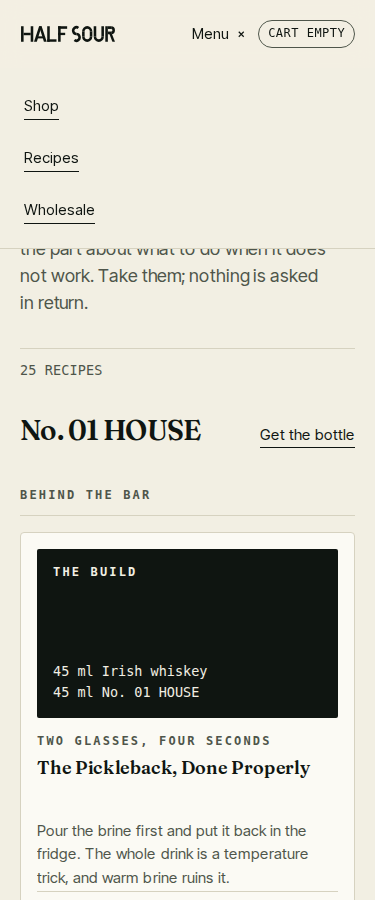 HALF SOUR
Menu ×
CART EMPTY
Shop
Recipes
Wholesale
the part about what to do when it does
not work. Take them; nothing is asked
in return.
25 RECIPES
No. 01 HOUSE
Get the bottle
BEHIND THE BAR
THE BUILD
45 ml Irish whiskey
45 ml No. 01 HOUSE
TWO GLASSES, FOUR SECONDS
The Pickleback, Done Properly
Pour the brine first and put it back in the
fridge. The whole drink is a temperature
trick, and warm brine ruins it.